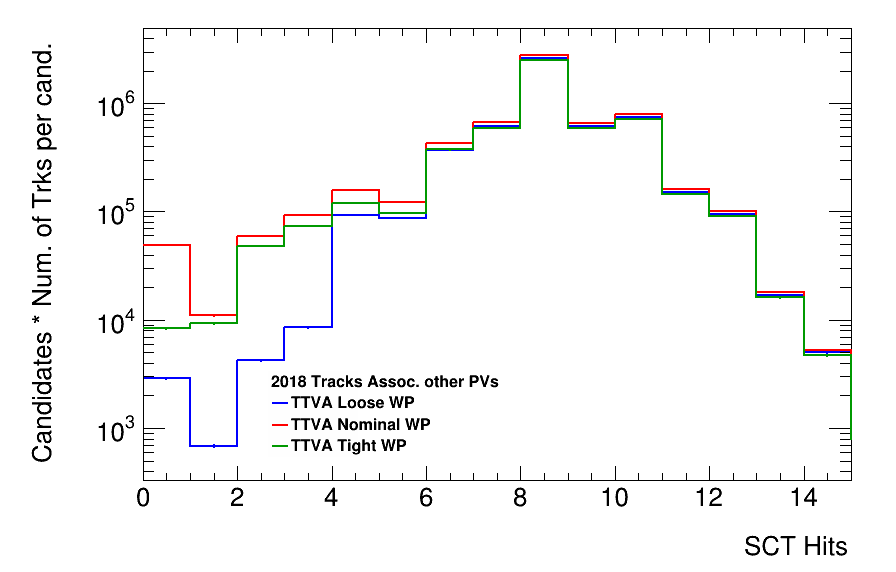 Candidates * Num. of Trks per cand.
10^6
10^5
10^4
10^3
2018 Tracks Assoc. other PVs
TTVA Loose WP
TTVA Nominal WP
TTVA Tight WP
0 2 4 6 8 10 12 14
SCT Hits